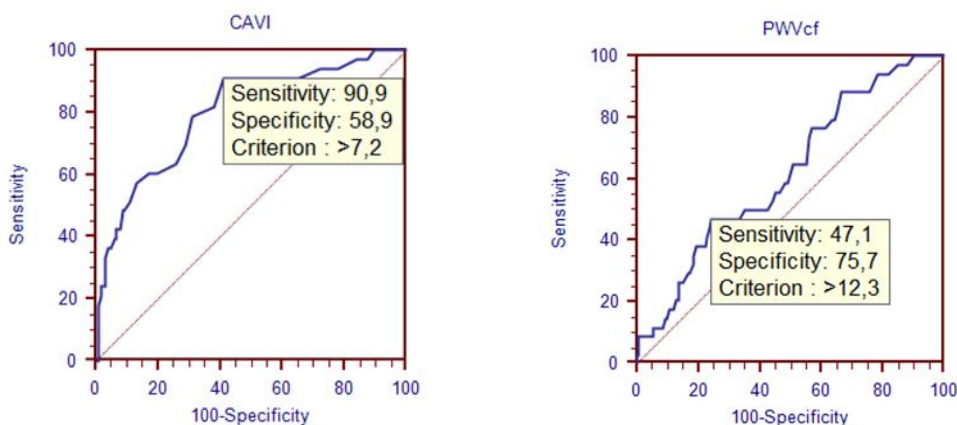 CAVI
100
80
60
40
20
0
Sensitivity
Sensitivity: 90,9
Specificity: 58,9
Criterion : >7,2
0 20 40 60 80 100
100-Specificity
PWVcf
100
80
60
40
20
0
Sensitivity
Sensitivity: 47,1
Specificity: 75,7
Criterion : >12,3
0 20 40 60 80 100
100-Specificity